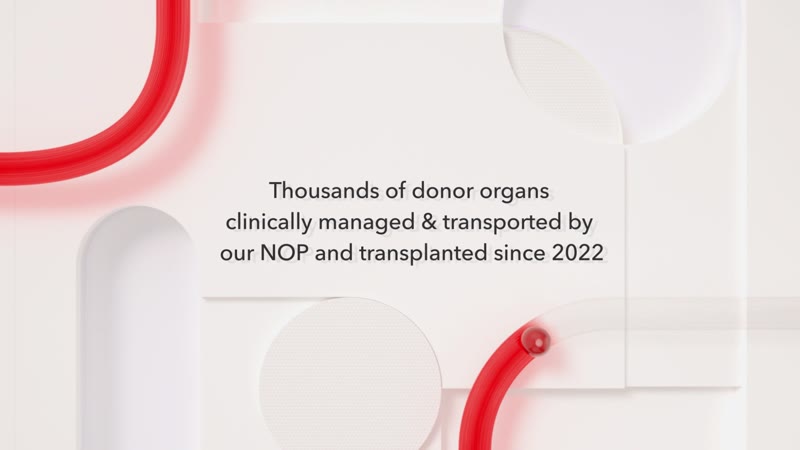 Thousands of donor organs
clinically managed & transported by
our NOP and transplanted since 2022